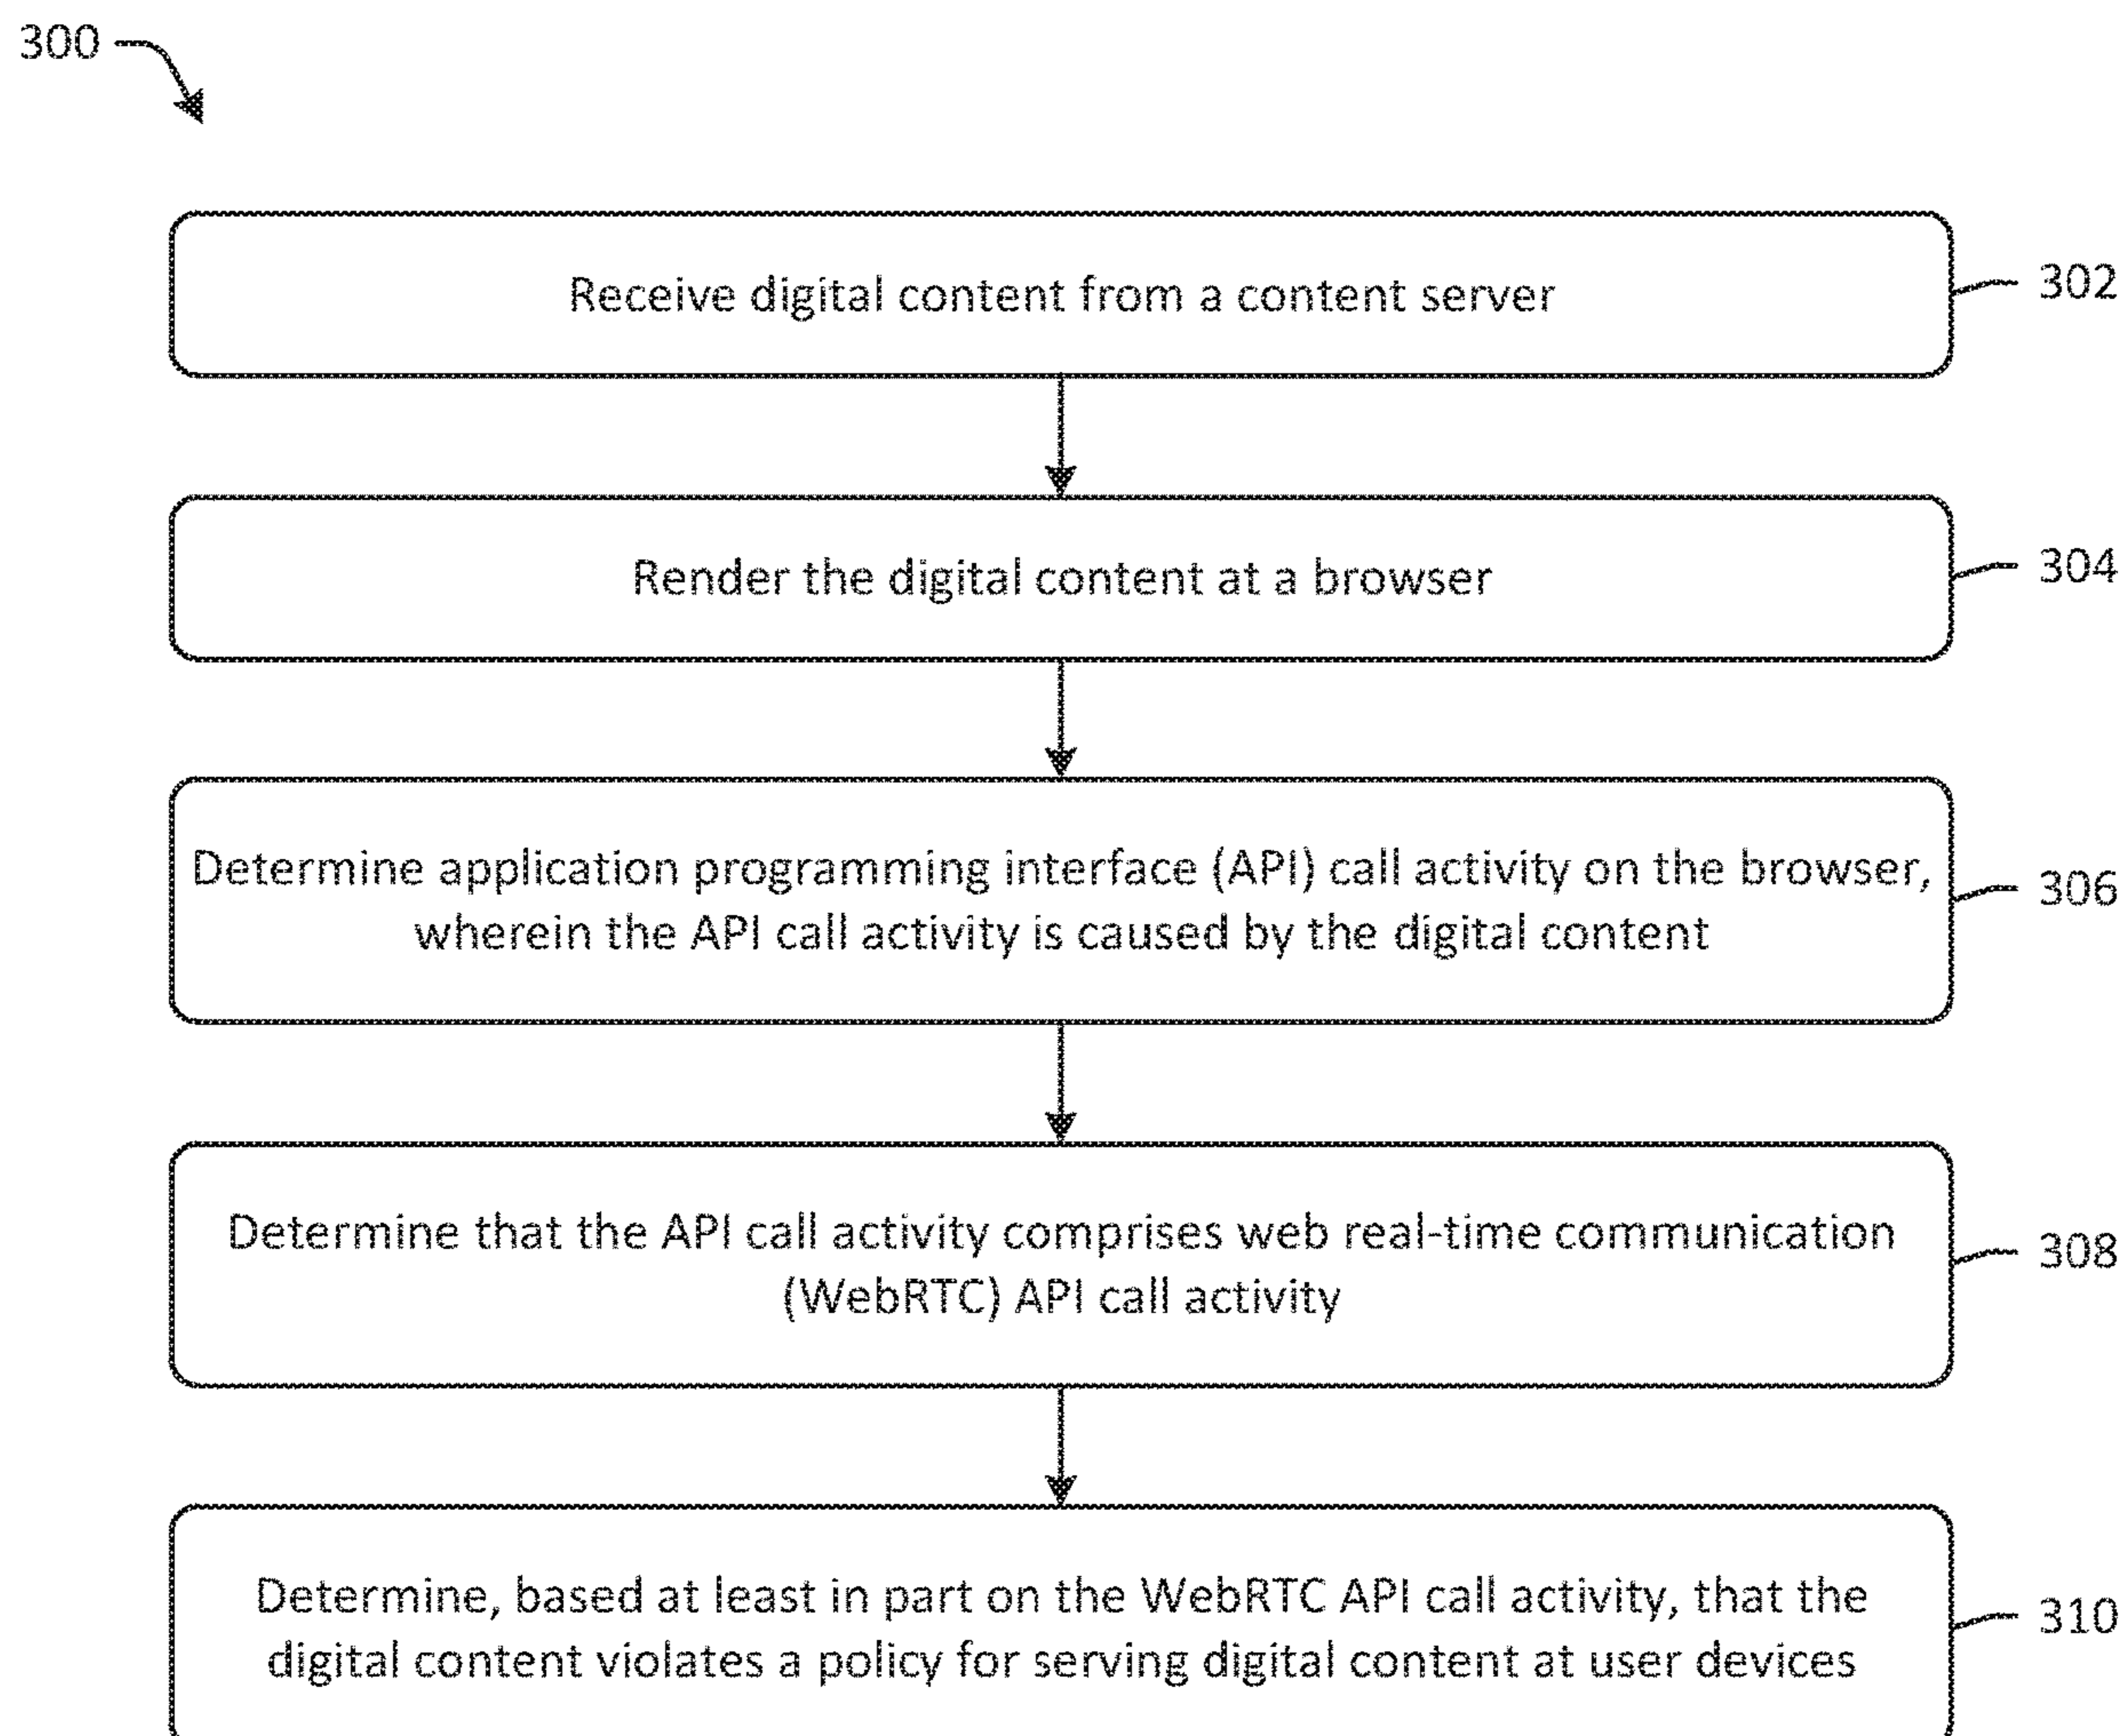 300
Receive digital content from a content server
302
Render the digital content at a browser
304
Determine application programming interface (API) call activity on the browser,
wherein the API call activity is caused by the digital content
306
Determine that the API call activity comprises web real-time communication
(WebRTC) API call activity
308
Determine, based at least in part on the WebRTC API call activity, that the
digital content violates a policy for serving digital content at user devices
310